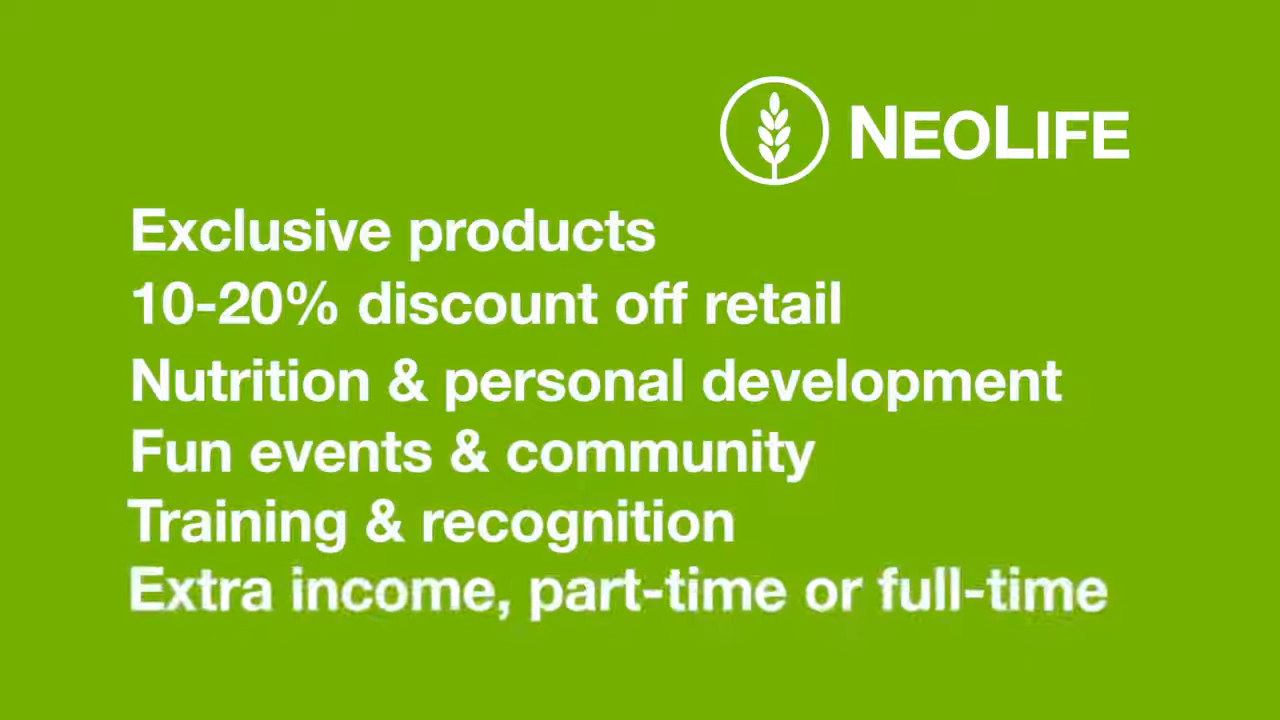 NEOLIFE
Exclusive products
10-20% discount off retail
Nutrition & personal development
Fun events & community
Training & recognition
Extra income, part-time or full-time